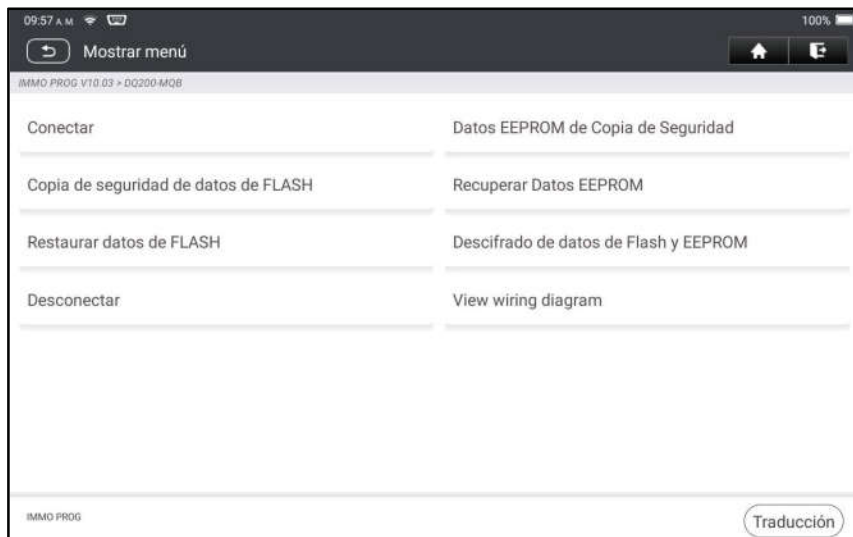 09:57 A.M 100%
Mostrar menú
IMMO PROG V10.03 > DQ200-MQB
Conectar Datos EEPROM de Copia de Seguridad
Copia de seguridad de datos de FLASH Recuperar Datos EEPROM
Restaurar datos de FLASH Descifrado de datos de Flash y EEPROM
Desconectar View wiring diagram
IMMO PROG Traducción